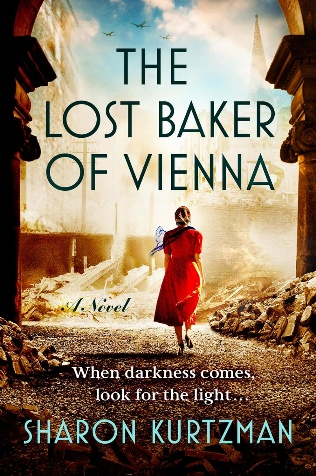 THE
LOST BAKER
OF VIENNA
A Novel
When darkness comes,
look for the light...
SHARON KURTZMAN